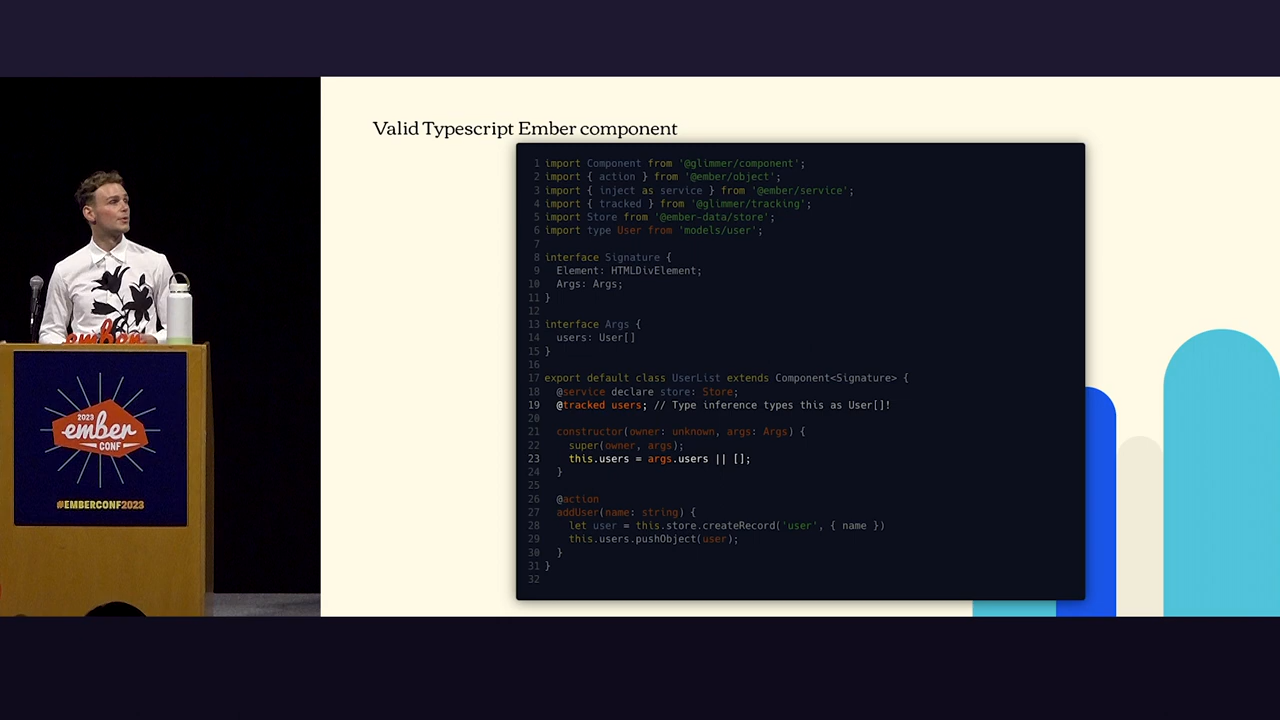 Valid Typescript Ember component
1 import Component from '@glimmer/component';
2 import { action } from '@ember/object';
3 import { inject as service } from '@ember/service';
4 import { tracked } from '@glimmer/tracking';
5 import Store from '@ember-data/store';
6 import type User from 'models/user';
7
8 interface Signature {
9   Element: HTMLDivElement;
10   Args: Args;
11 }
12
13 interface Args {
14   users: User[]
15 }
16
17 export default class UserList extends Component<Signature> {
18   @service declare store: Store;
19   @tracked users; // Type inference types this as User[]!
20
21   constructor(owner: unknown, args: Args) {
22     super(owner, args);
23     this.users = args.users || [];
24   }
25
26   @action
27   addUser(name: string) {
28     let user = this.store.createRecord('user', { name })
29     this.users.pushObject(user);
30   }
31 }
32
ember
2023
ember
CONF
#EMBERCONF2023